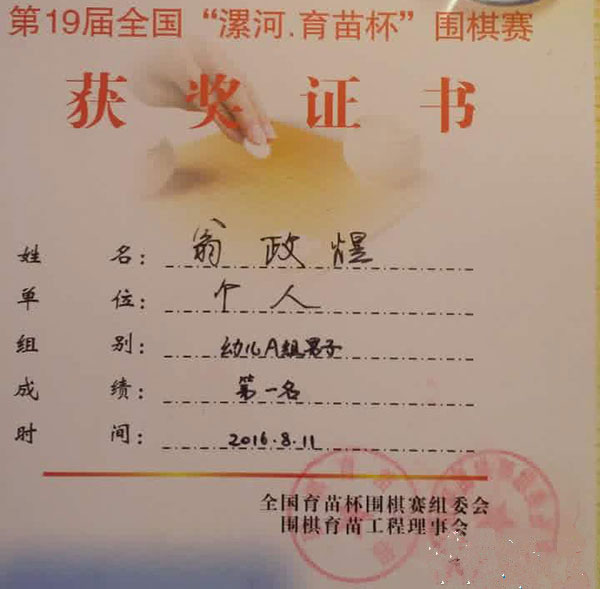 第19届全国“漯河.育苗杯”围棋赛
获奖证书
姓名：翁政煜
单位：个人
组别：幼儿A组男子
成绩：第一名
时间：2016.8.11
全国育苗杯围棋赛组委会
围棋育苗工程理事会